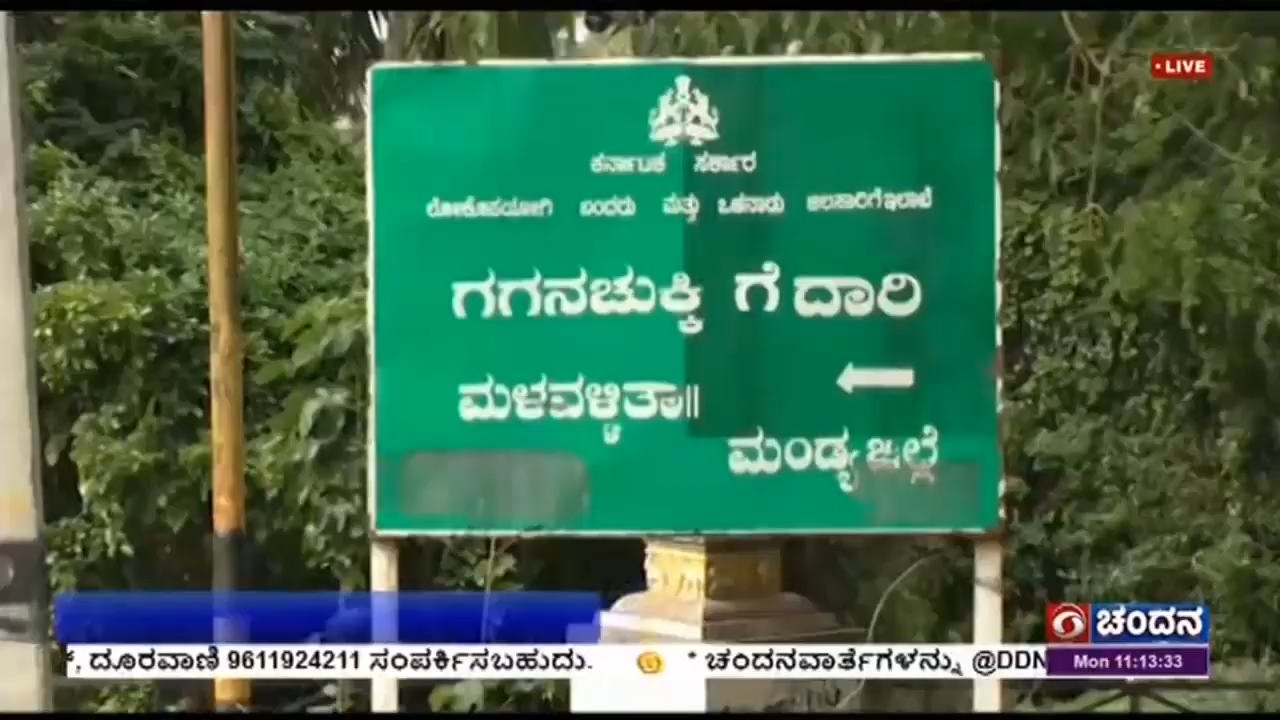 • LIVE
ಕರ್ನಾಟಕ ಸರ್ಕಾರ
ಲೋಕೋಪಯೋಗಿ ಬಂದರು ಮತ್ತು ಒಳನಾಡು ಜಲಸಾರಿಗೆ ಇಲಾಖೆ
ಗಗನಚುಕ್ಕಿ ಗೆ ದಾರಿ
ಮಳವಳ್ಳಿತಾ||
ಮಂಡ್ಯ ಜಿಲ್ಲೆ
ಚಂದನ
, ದೂರವಾಣಿ 9611924211 ಸಂಪರ್ಕಿಸಬಹುದು. * ಚಂದನವಾರ್ತೆಗಳನ್ನು @DDN
Mon 11:13:33